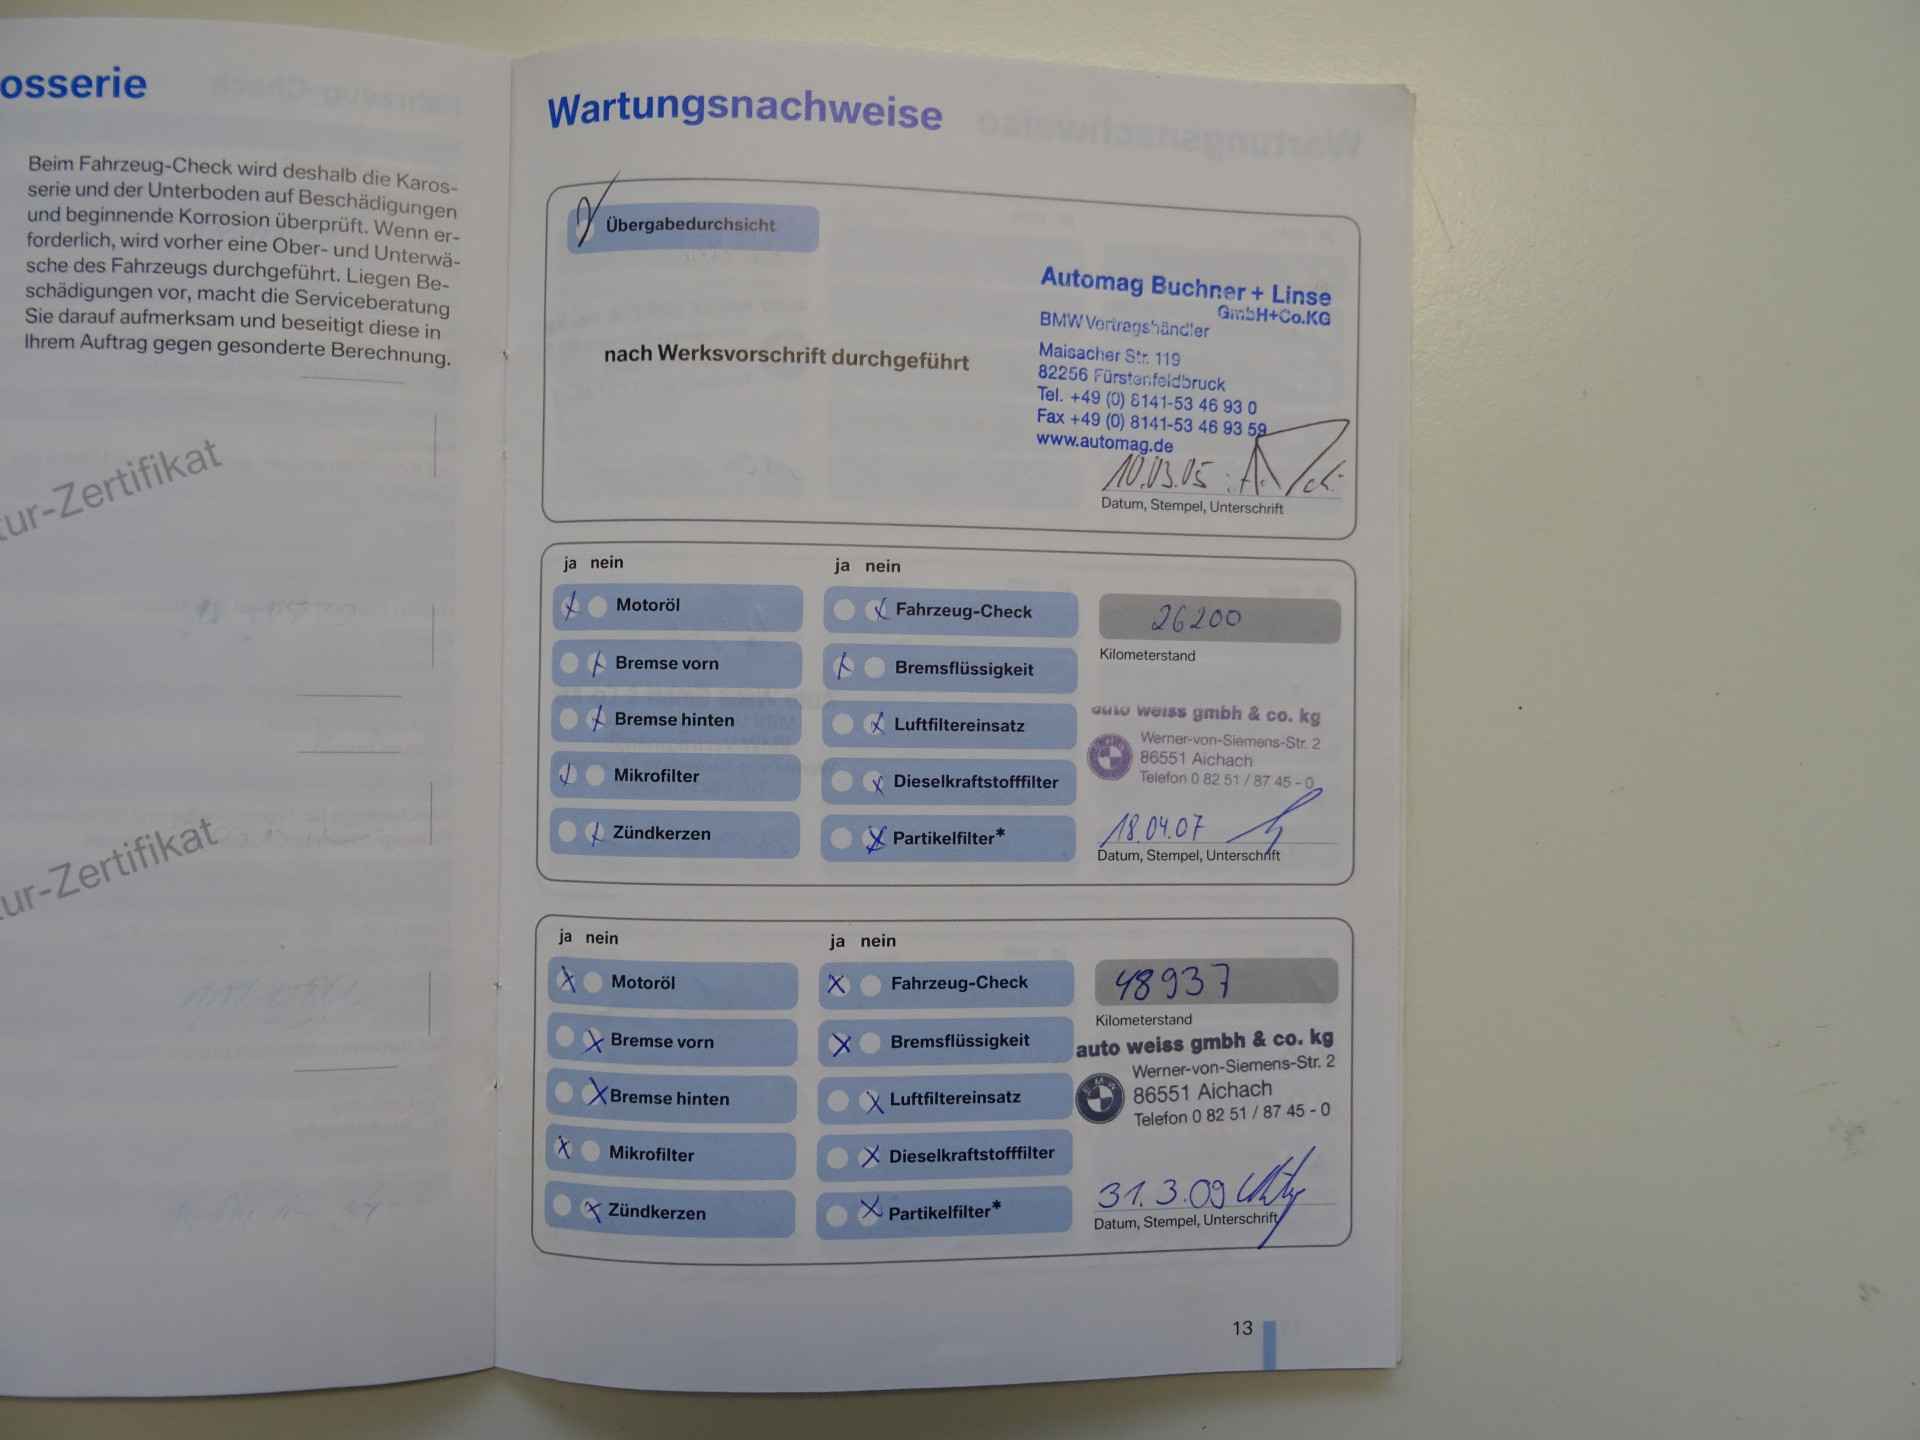 osserie
Beim Fahrzeug-Check wird deshalb die Karos-
serie und der Unterboden auf Beschädigungen
und beginnende Korrosion überprüft. Wenn er-
forderlich, wird vorher eine Ober- und Unterwä-
sche des Fahrzeugs durchgeführt. Liegen Be-
schädigungen vor, macht die Serviceberatung
Sie darauf aufmerksam und beseitigt diese in
Ihrem Auftrag gegen gesonderte Berechnung.
tur-Zertifikat
tur-Zertifikat
Wartungsnachweise
Übergabedurchsicht
nach Werksvorschrift durchgeführt
Automag Buchner + Linse
GmbH+Co.KG
BMW Vertragshändler
Maisacher Str. 119
82256 Fürstenfeldbruck
Tel. +49 (0) 8141-53 46 93 0
Fax +49 (0) 8141-53 46 93 59
www.automag.de
10.03.05
Datum, Stempel, Unterschrift
ja nein
Motoröl
Bremse vorn
Bremse hinten
Mikrofilter
Zündkerzen
ja nein
Fahrzeug-Check
Bremsflüssigkeit
Luftfiltereinsatz
Dieselkraftstofffilter
Partikelfilter*
26200
Kilometerstand
auto weiss gmbh & co. kg
Werner-von-Siemens-Str. 2
86551 Aichach
Telefon 0 82 51 / 87 45 - 0
18.04.07
Datum, Stempel, Unterschrift
ja nein
Motoröl
Bremse vorn
Bremse hinten
Mikrofilter
Zündkerzen
ja nein
Fahrzeug-Check
Bremsflüssigkeit
Luftfiltereinsatz
Dieselkraftstofffilter
Partikelfilter*
48937
Kilometerstand
auto weiss gmbh & co. kg
BMW
Werner-von-Siemens-Str. 2
86551 Aichach
Telefon 0 82 51 / 87 45 - 0
31.3.09
Datum, Stempel, Unterschrift
13